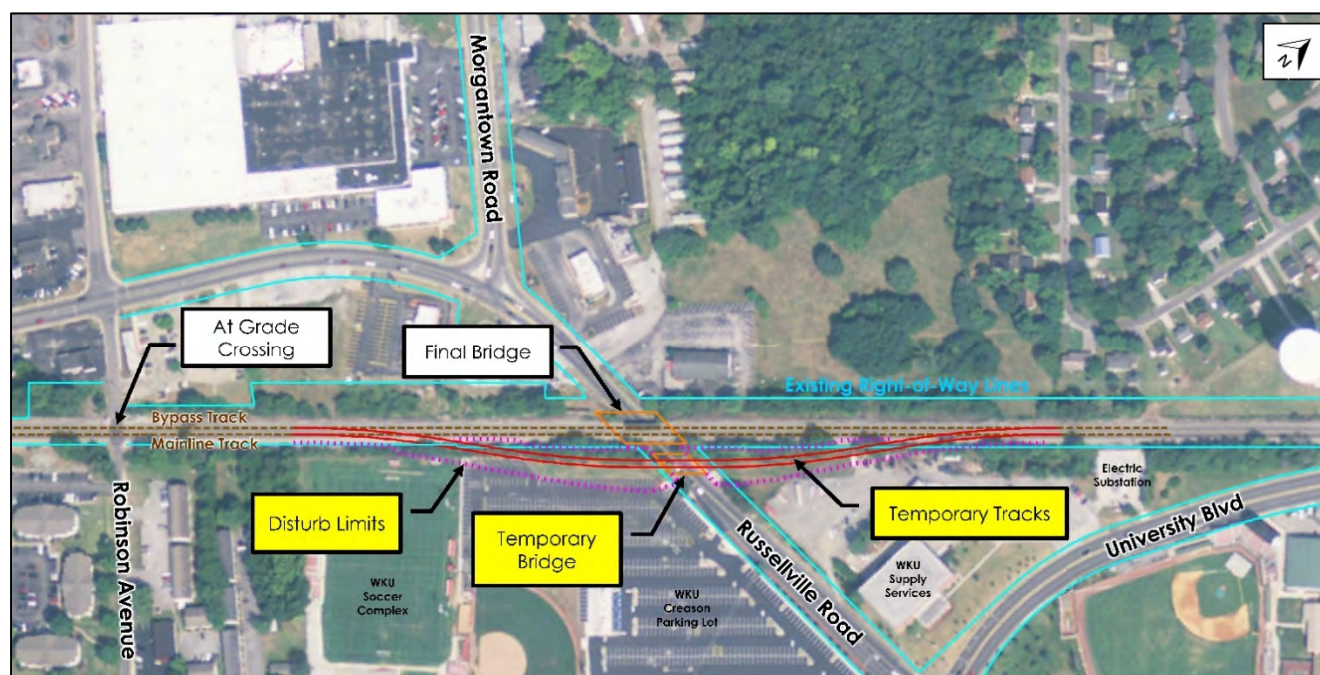 Morgantown Road
N
At Grade
Crossing
Final Bridge
Existing Right-of-Way Lines
Bypass Track
Mainline Track
Robinson Avenue
Disturb Limits
WKU
Soccer
Complex
Temporary
Bridge
WKU
Creason
Parking Lot
Russellville Road
Temporary Tracks
WKU
Supply
Services
Electric
Substation
University Blvd